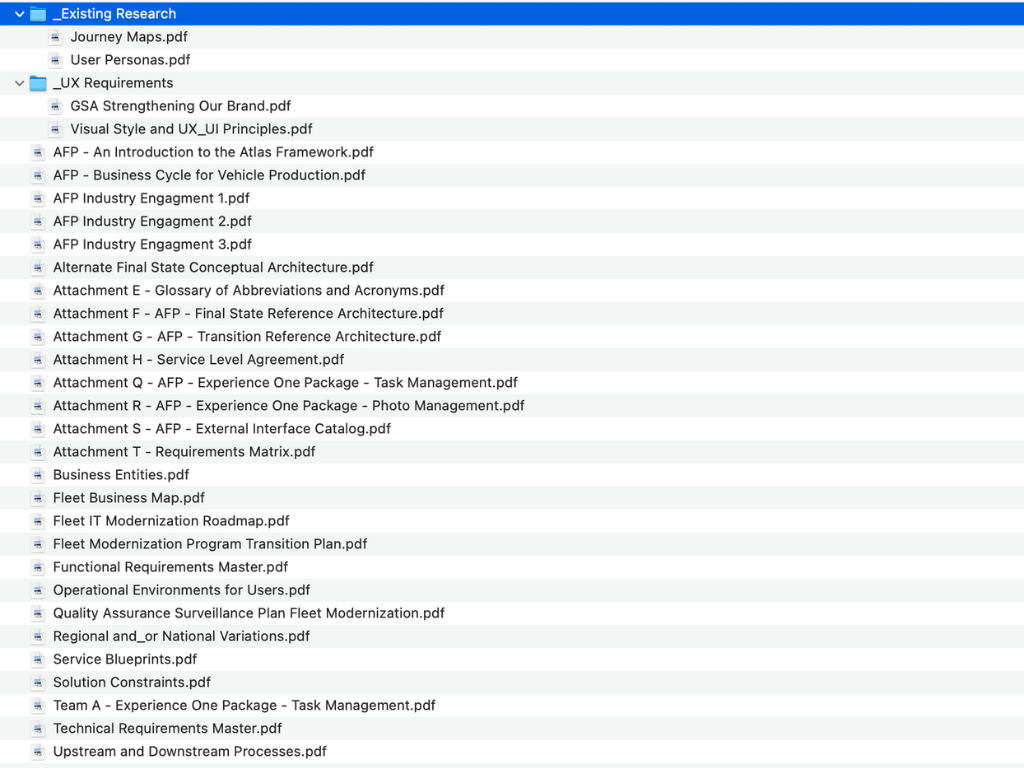 _Existing Research
Journey Maps.pdf
User Personas.pdf
_UX Requirements
GSA Strengthening Our Brand.pdf
Visual Style and UX_UI Principles.pdf
AFP - An Introduction to the Atlas Framework.pdf
AFP - Business Cycle for Vehicle Production.pdf
AFP Industry Engagment 1.pdf
AFP Industry Engagment 2.pdf
AFP Industry Engagment 3.pdf
Alternate Final State Conceptual Architecture.pdf
Attachment E - Glossary of Abbreviations and Acronyms.pdf
Attachment F - AFP - Final State Reference Architecture.pdf
Attachment G - AFP - Transition Reference Architecture.pdf
Attachment H - Service Level Agreement.pdf
Attachment Q - AFP - Experience One Package - Task Management.pdf
Attachment R - AFP - Experience One Package - Photo Management.pdf
Attachment S - AFP - External Interface Catalog.pdf
Attachment T - Requirements Matrix.pdf
Business Entities.pdf
Fleet Business Map.pdf
Fleet IT Modernization Roadmap.pdf
Fleet Modernization Program Transition Plan.pdf
Functional Requirements Master.pdf
Operational Environments for Users.pdf
Quality Assurance Surveillance Plan Fleet Modernization.pdf
Regional and_or National Variations.pdf
Service Blueprints.pdf
Solution Constraints.pdf
Team A - Experience One Package - Task Management.pdf
Technical Requirements Master.pdf
Upstream and Downstream Processes.pdf